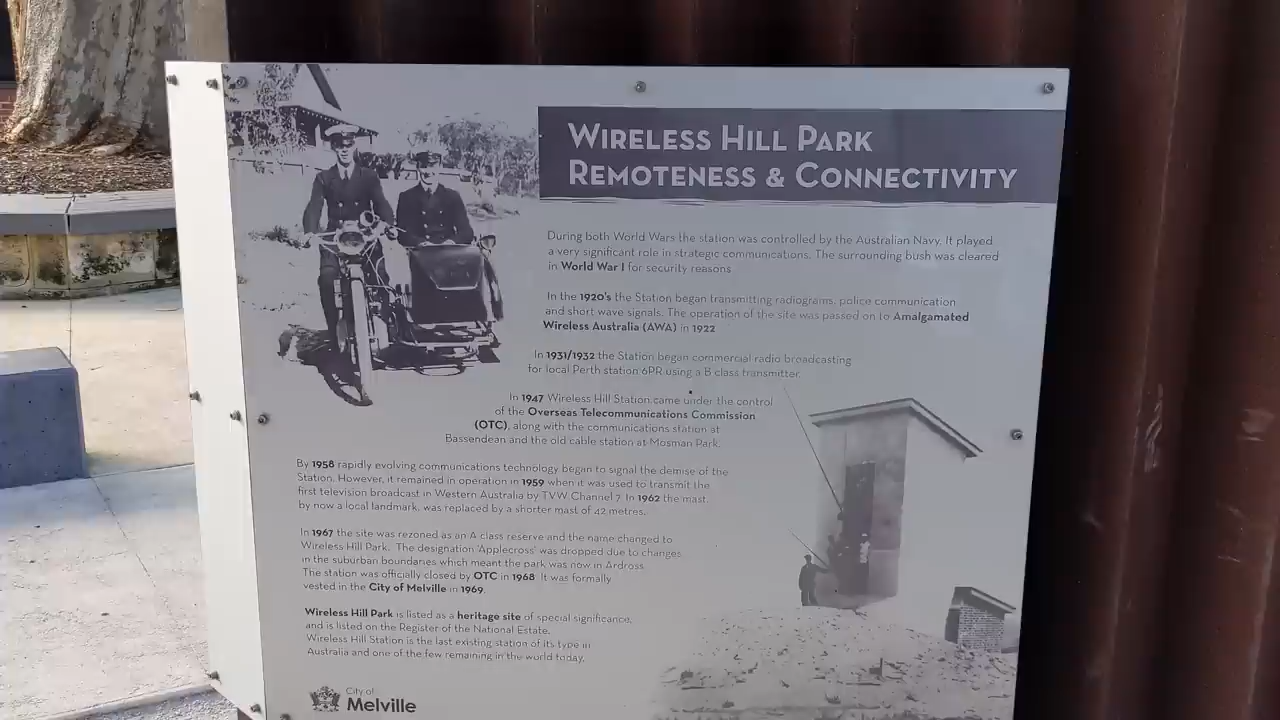 WIRELESS HILL PARK
REMOTENESS & CONNECTIVITY
During both World Wars the station was controlled by the Australian Navy. It played
a very significant role in strategic communications. The surrounding bush was cleared
in World War I for security reasons
In the 1920's the Station began transmitting radiograms, police communication
and short wave signals. The operation of the site was passed on to Amalgamated
Wireless Australia (AWA) in 1922
In 1931/1932 the Station began commercial radio broadcasting
for local Perth station 6PR using a B class transmitter.
In 1947 Wireless Hill Station came under the control
of the Overseas Telecommunications Commission
(OTC), along with the communications station at
Bassendean and the old cable station at Mosman Park.
By 1958 rapidly evolving communications technology began to signal the demise of the
Station. However, it remained in operation in 1959 when it was used to transmit the
first television broadcast in Western Australia by TVW Channel 7. In 1962 the mast,
by now a local landmark, was replaced by a shorter mast of 42 metres.
In 1967 the site was rezoned as an A class reserve and the name changed to
Wireless Hill Park. The designation 'Applecross' was dropped due to changes
in the suburban boundaries which meant the park was now in Ardross.
The station was officially closed by OTC in 1968. It was formally
vested in the City of Melville in 1969.
Wireless Hill Park is listed as a heritage site of special significance,
and is listed on the Register of the National Estate.
Wireless Hill Station is the last existing station of its type in
Australia and one of the few remaining in the world today.
City of
Melville